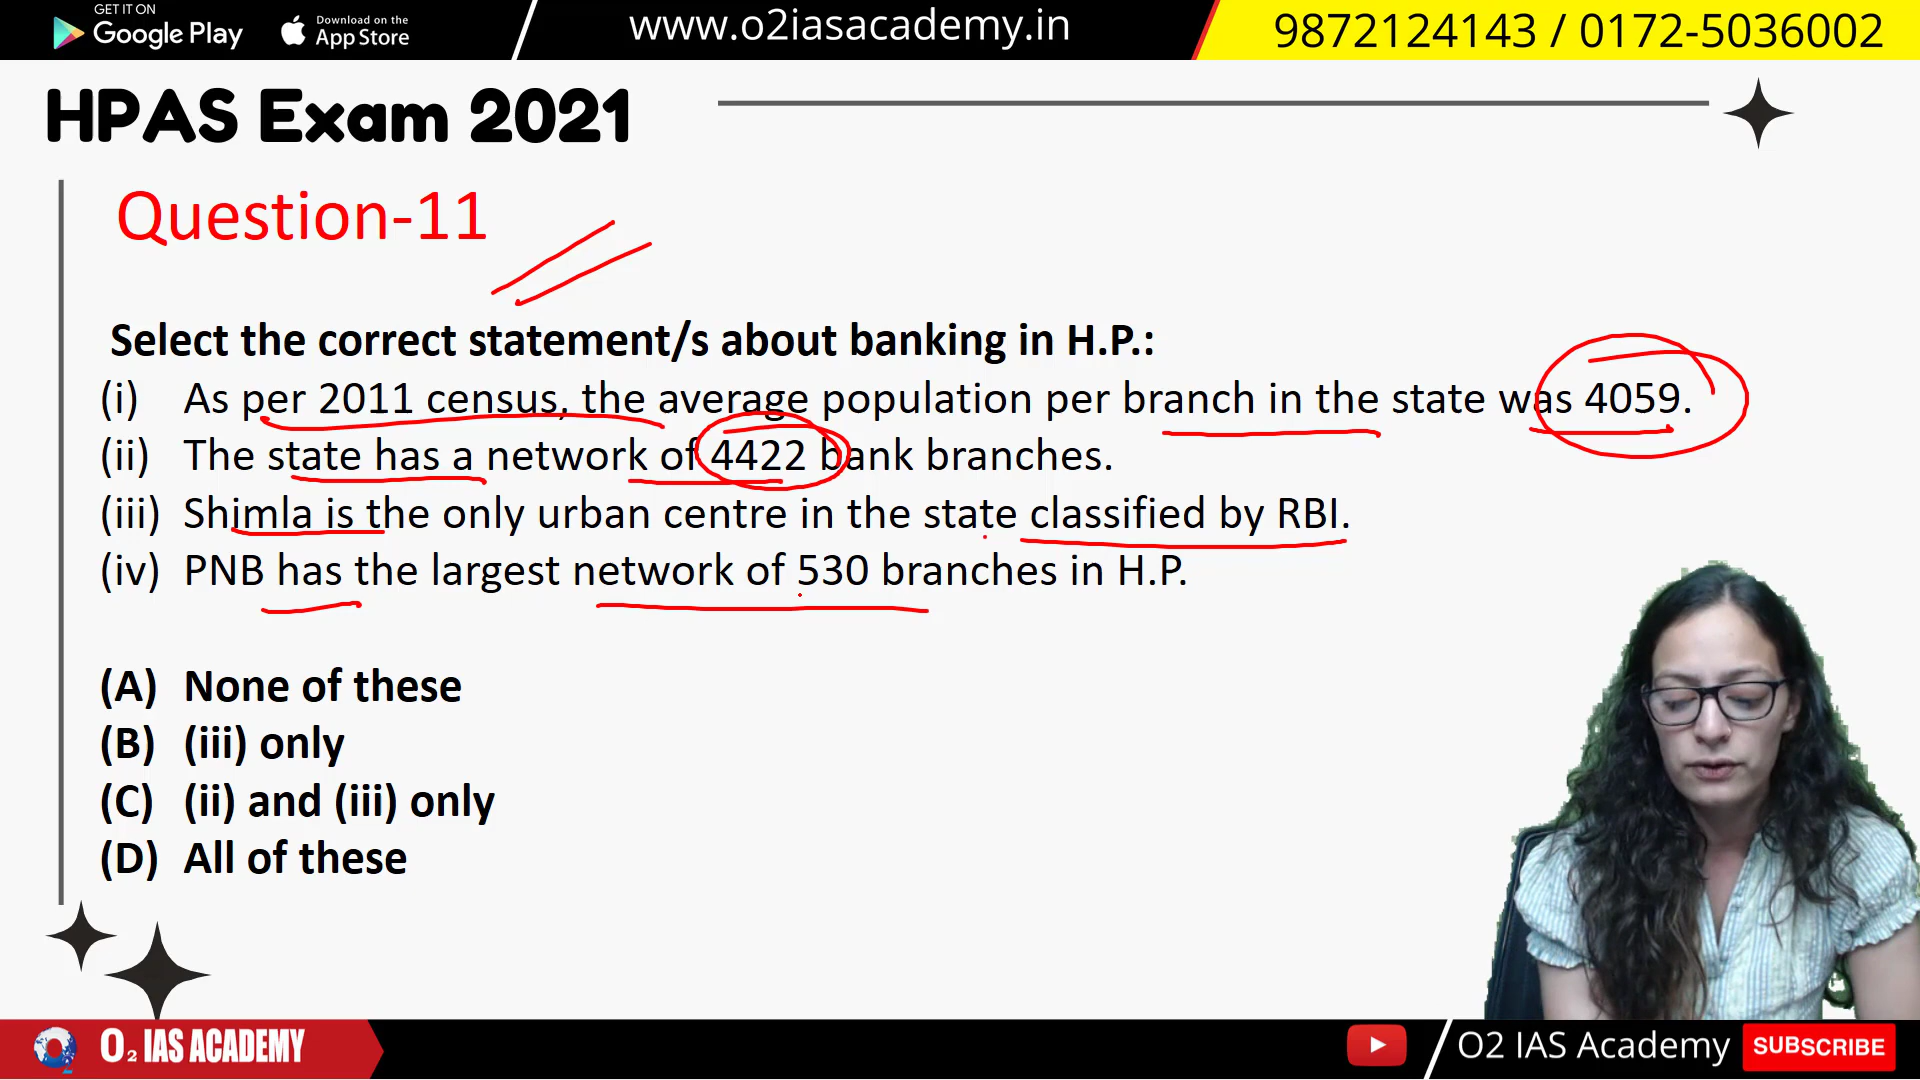 GET IT ON
Google Play
Download on the
App Store
www.o2iasacademy.in
9872124143 / 0172-5036002
HPAS Exam 2021
Question-11
Select the correct statement/s about banking in H.P.:
(i) As per 2011 census, the average population per branch in the state was 4059.
(ii) The state has a network of 4422 bank branches.
(iii) Shimla is the only urban centre in the state classified by RBI.
(iv) PNB has the largest network of 530 branches in H.P.
(A) None of these
(B) (iii) only
(C) (ii) and (iii) only
(D) All of these
O2 IAS ACADEMY
O2 IAS Academy
SUBSCRIBE